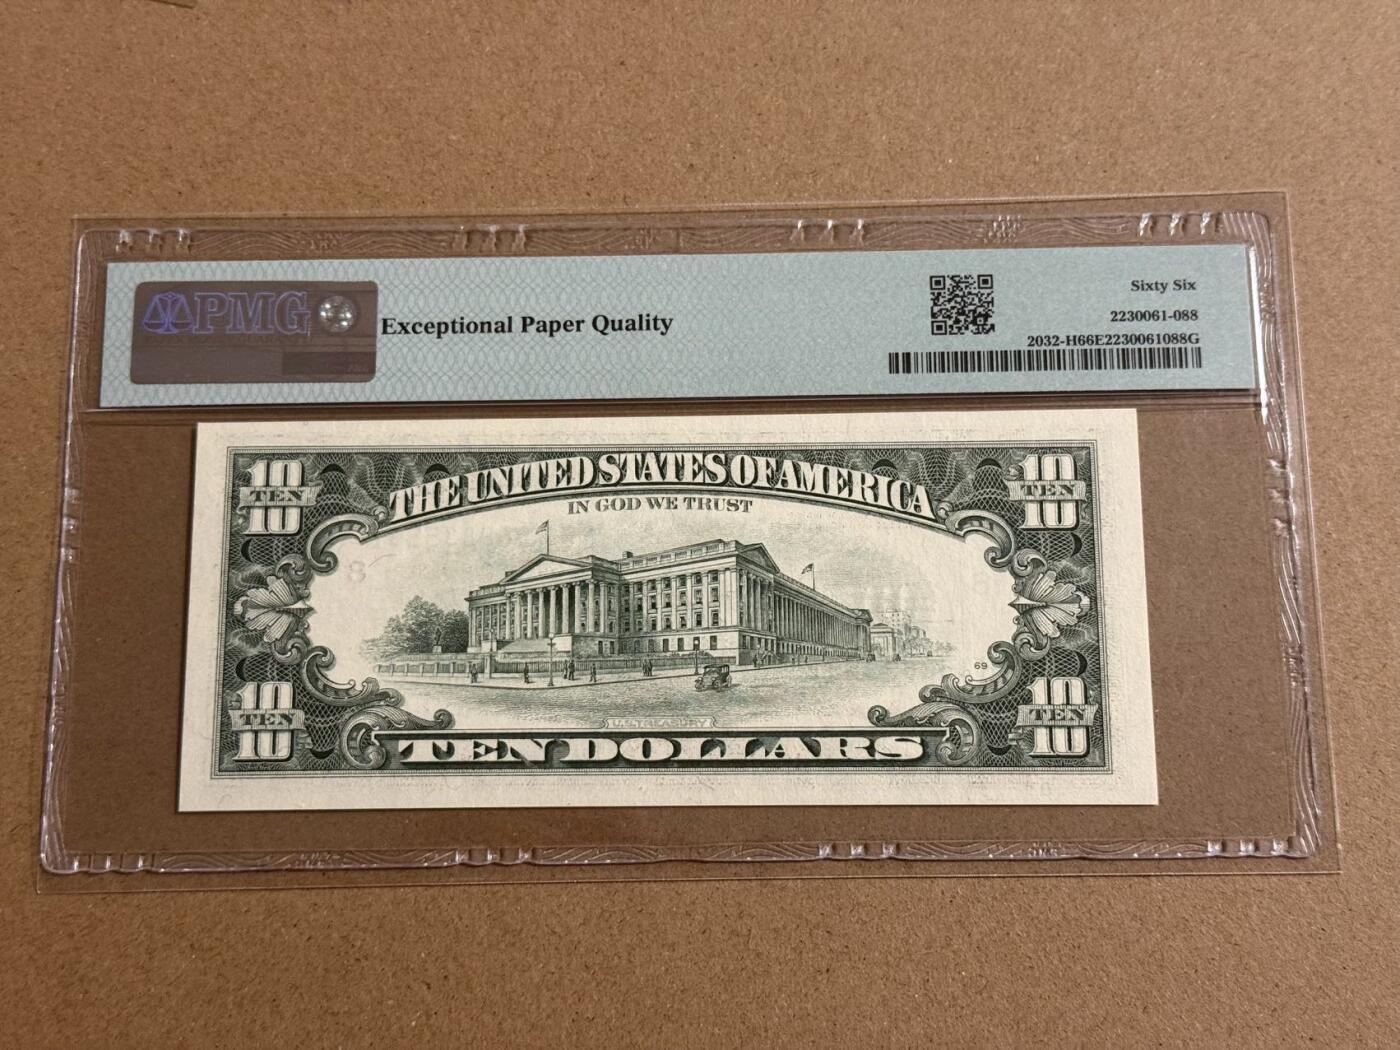 PMG
Exceptional Paper Quality
Sixty Six
2230061-088
2032-H66E2230061088G
10
TEN
10
THE UNITED STATES OF AMERICA
IN GOD WE TRUST
10
TEN
10
8
69
10
TEN
10
U.S. TREASURY
TEN DOLLARS
10
TEN
10